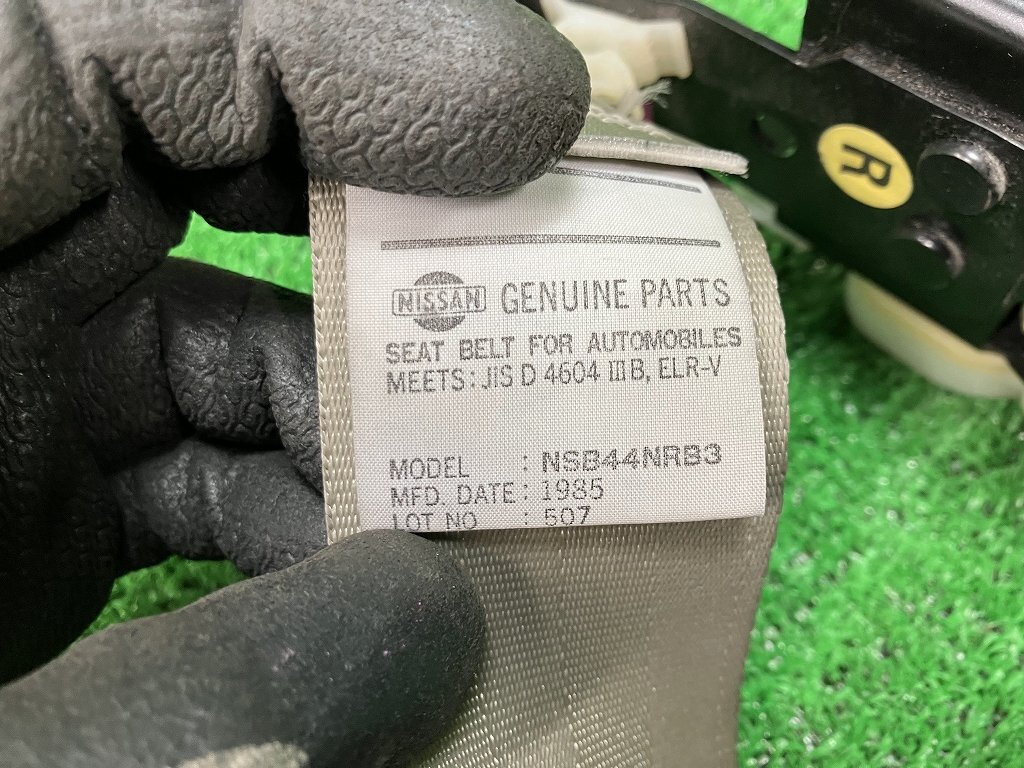 R
NISSAN GENUINE PARTS
SEAT BELT FOR AUTOMOBILES
MEETS: JIS D 4604 III B, ELR-V
MODEL : NSB44NRB3
MFD. DATE : 1985
LOT NO : 507